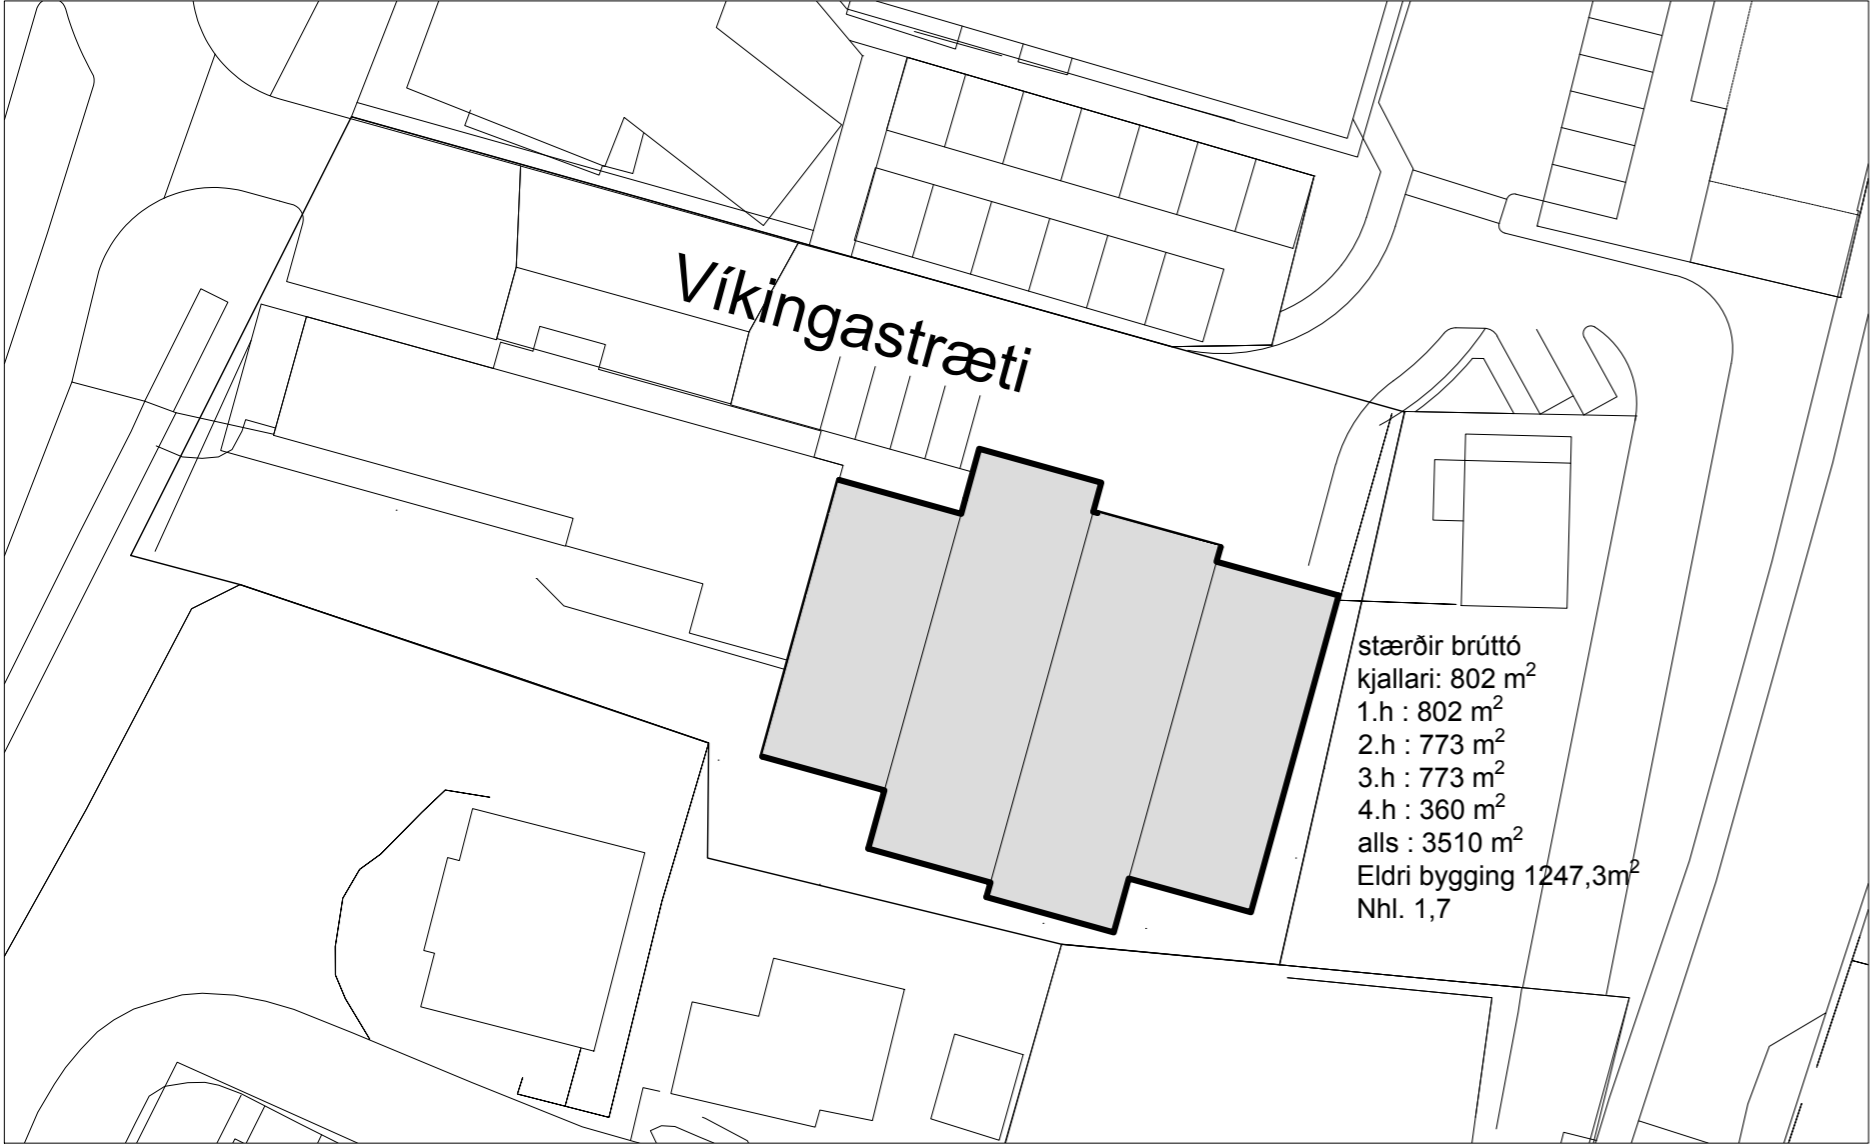 Víkingastræti
stærðir brúttó
kjallari: 802 m²
1.h : 802 m²
2.h : 773 m²
3.h : 773 m²
4.h : 360 m²
alls : 3510 m²
Eldri bygging 1247,3m²
Nhl. 1,7